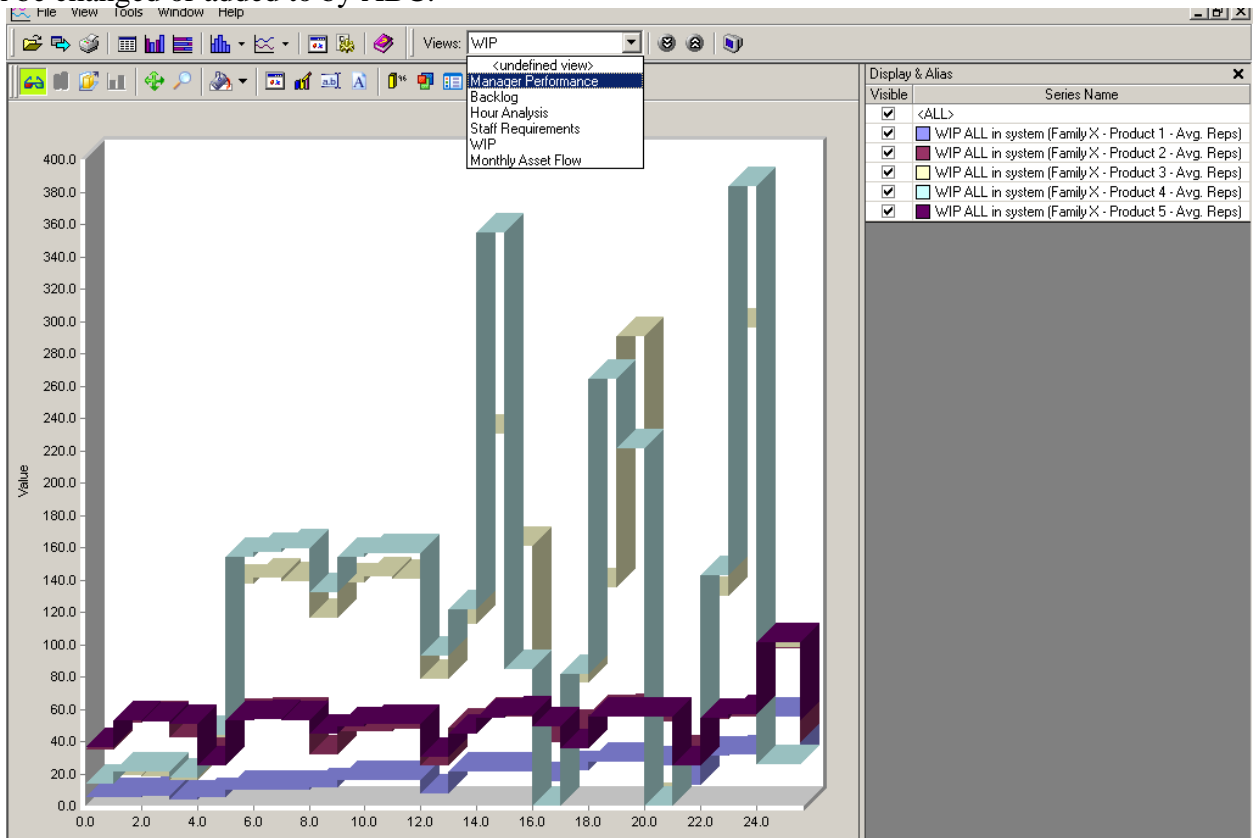 be changed or added to by ABC.
File View Tools Window Help
Views: WIP
<undefined view>
Manager Performance
Backlog
Hour Analysis
Staff Requirements
WIP
Monthly Asset Flow
Display & Alias
Visible Series Name
<ALL>
WIP ALL in system (Family X - Product 1 - Avg. Reps)
WIP ALL in system (Family X - Product 2 - Avg. Reps)
WIP ALL in system (Family X - Product 3 - Avg. Reps)
WIP ALL in system (Family X - Product 4 - Avg. Reps)
WIP ALL in system (Family X - Product 5 - Avg. Reps)
400.0
380.0
360.0
340.0
320.0
300.0
280.0
260.0
240.0
220.0
200.0
180.0
160.0
140.0
120.0
100.0
80.0
60.0
40.0
20.0
0.0
Value
0.0 2.0 4.0 6.0 8.0 10.0 12.0 14.0 16.0 18.0 20.0 22.0 24.0